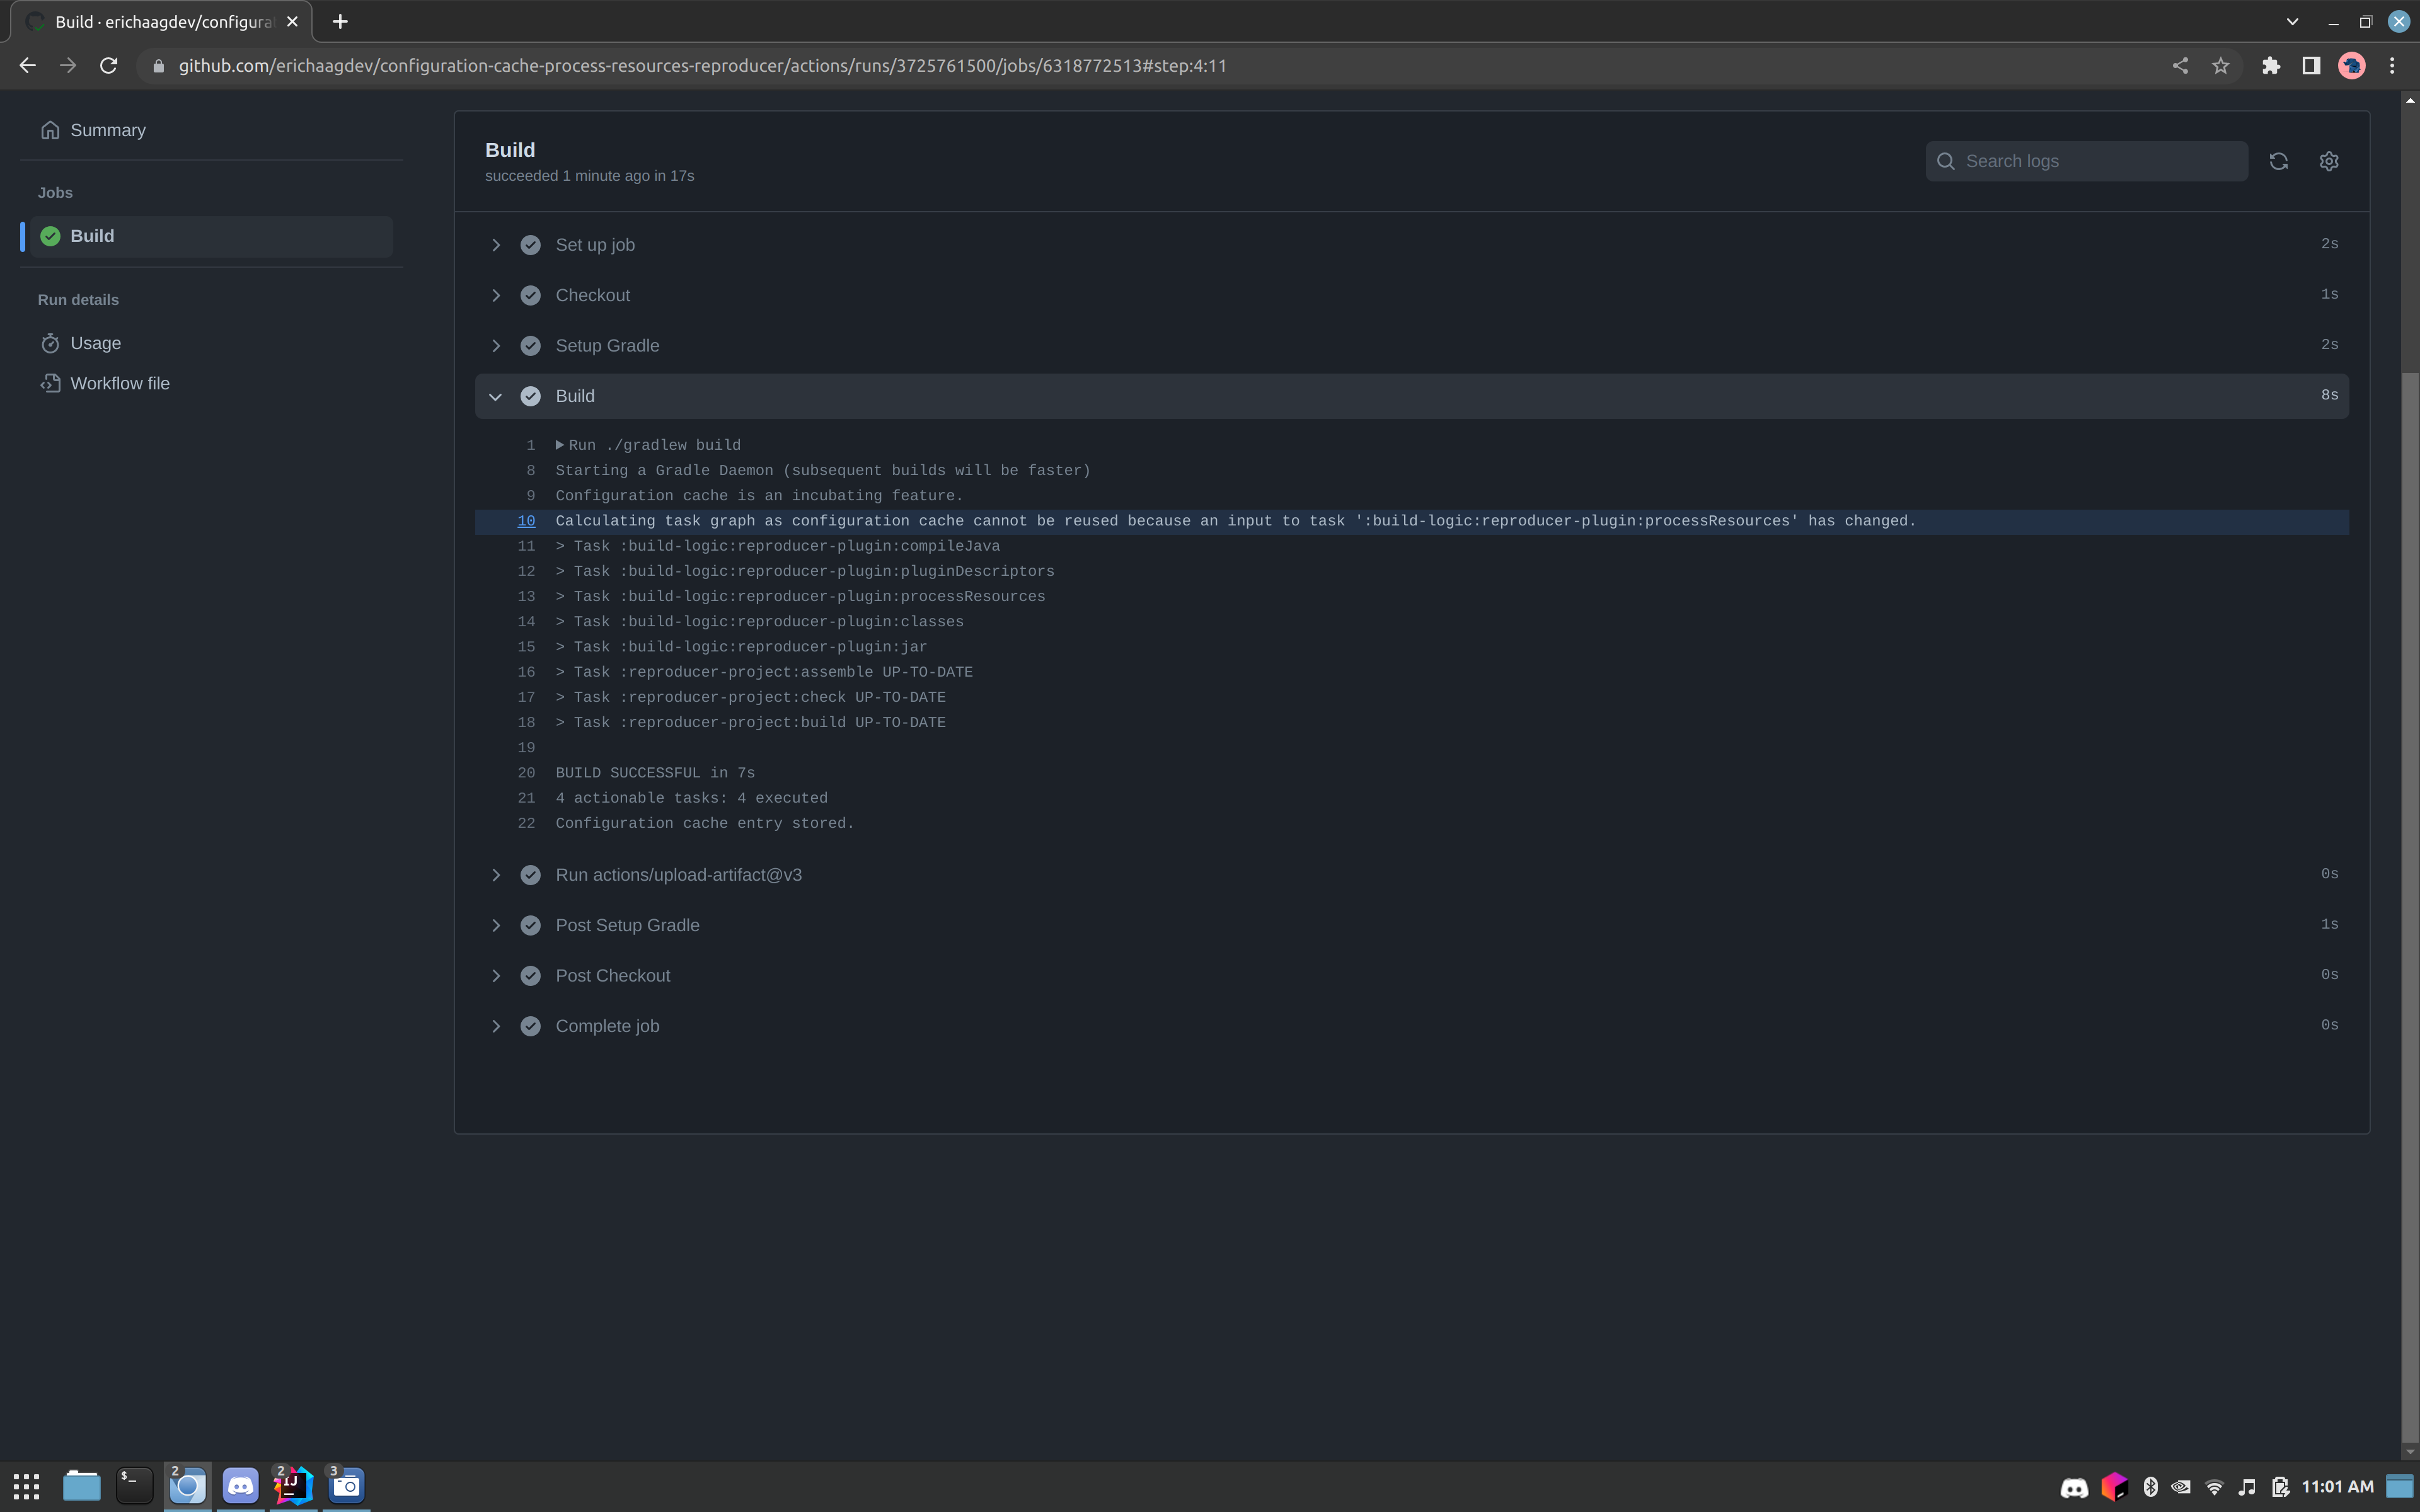 Build · erichaagdev/configura
github.com/erichaagdev/configuration-cache-process-resources-reproducer/actions/runs/3725761500/jobs/6318772513#step:4:11
Summary
Jobs
Build
Run details
Usage
Workflow file
Build
succeeded 1 minute ago in 17s
Search logs
Set up job 2s
Checkout 1s
Setup Gradle 2s
Build 8s
1 Run ./gradlew build
8 Starting a Gradle Daemon (subsequent builds will be faster)
9 Configuration cache is an incubating feature.
10 Calculating task graph as configuration cache cannot be reused because an input to task ':build-logic:reproducer-plugin:processResources' has changed.
11 > Task :build-logic:reproducer-plugin:compileJava
12 > Task :build-logic:reproducer-plugin:pluginDescriptors
13 > Task :build-logic:reproducer-plugin:processResources
14 > Task :build-logic:reproducer-plugin:classes
15 > Task :build-logic:reproducer-plugin:jar
16 > Task :reproducer-project:assemble UP-TO-DATE
17 > Task :reproducer-project:check UP-TO-DATE
18 > Task :reproducer-project:build UP-TO-DATE
19
20 BUILD SUCCESSFUL in 7s
21 4 actionable tasks: 4 executed
22 Configuration cache entry stored.
Run actions/upload-artifact@v3 0s
Post Setup Gradle 1s
Post Checkout 0s
Complete job 0s
$_ 2 2 IJ 3 11:01 AM